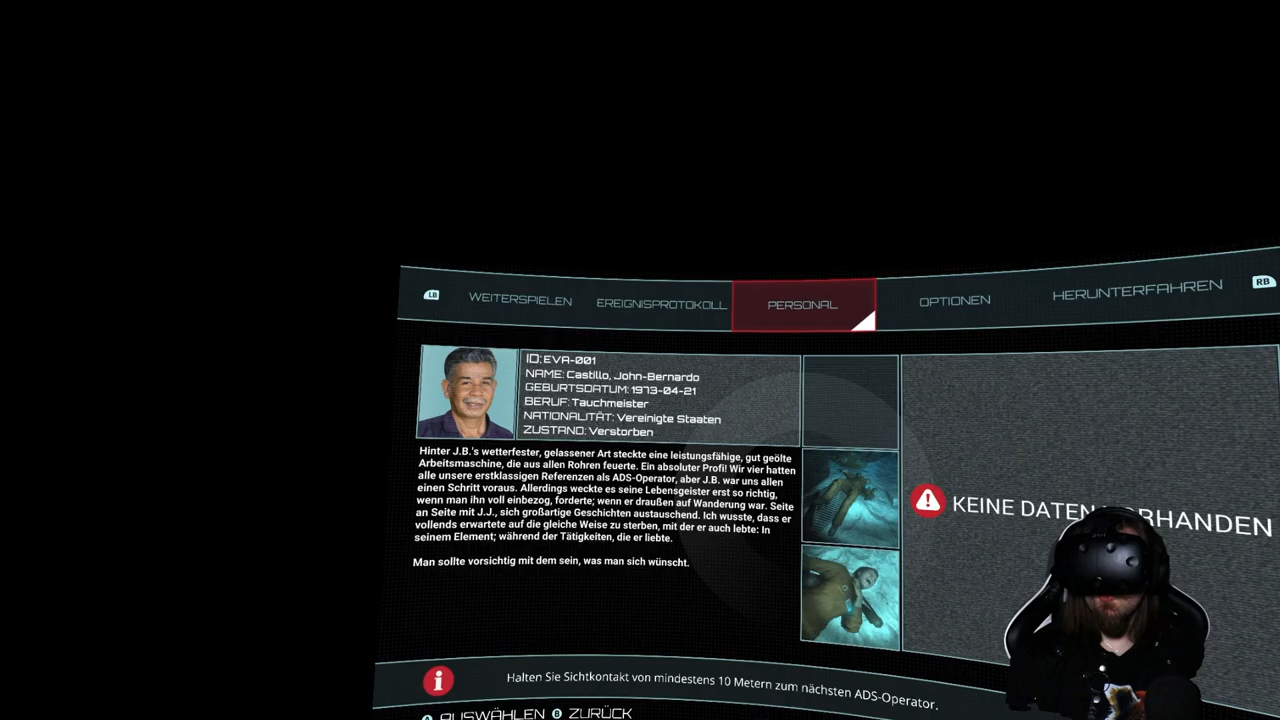 LB WEITERSPIELEN EREIGNISPROTOKOLL PERSONAL OPTIONEN HERUNTERFAHREN RB
ID: EVA-001
NAME: Castillo, John-Bernardo
GEBURTSDATUM: 1973-04-21
BERUF: Tauchmeister
NATIONALITÄT: Vereinigte Staaten
ZUSTAND: Verstorben
Hinter J.B.'s wetterfester, gelassener Art steckte eine leistungsfähige, gut geölte
Arbeitsmaschine, die aus allen Rohren feuerte. Ein absoluter Profi! Wir vier hatten
alle unsere erstklassigen Referenzen als ADS-Operator, aber J.B. war uns allen
einen Schritt voraus. Allerdings weckte es seine Lebensgeister erst so richtig,
wenn man ihn voll einbezog, forderte; wenn er draußen auf Wanderung war. Seite
an Seite mit J.J., sich großartige Geschichten austauschend. Ich wusste, dass er
vollends erwartete auf die gleiche Weise zu sterben, mit der er auch lebte: In
seinem Element; während der Tätigkeiten, die er liebte.
Man sollte vorsichtig mit dem sein, was man sich wünscht.
KEINE DATEN VORHANDEN
Halten Sie Sichtkontakt von mindestens 10 Metern zum nächsten ADS-Operator.
A AUSWÄHLEN B ZURÜCK